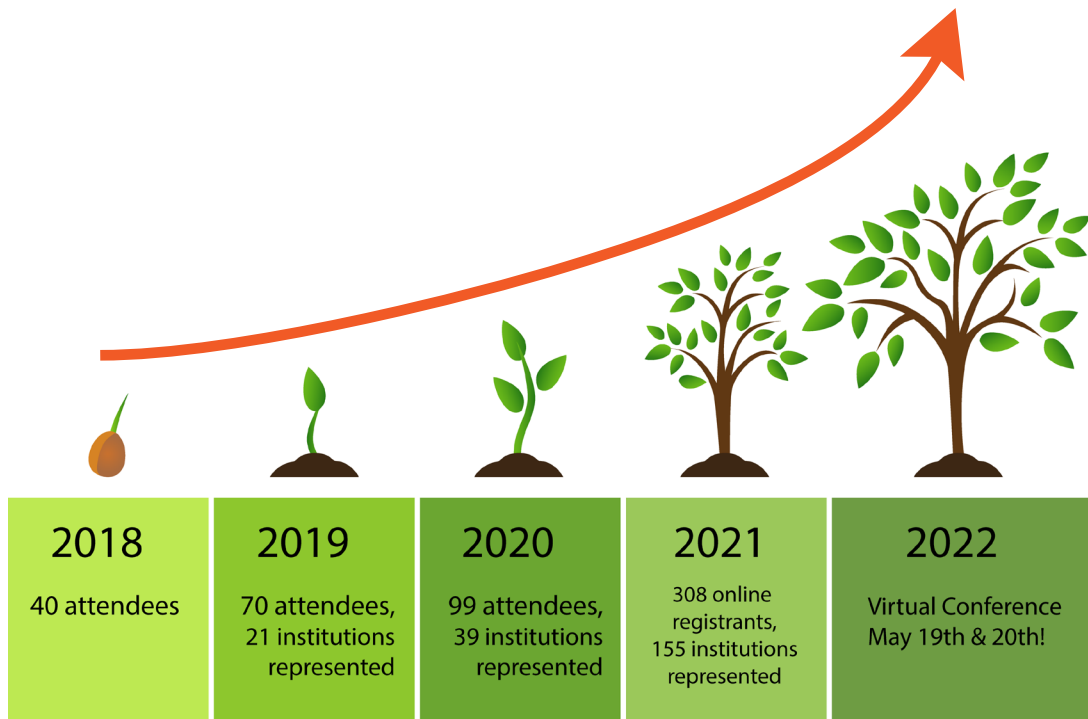 2018
40 attendees
2019
70 attendees,
21 institutions
represented
2020
99 attendees,
39 institutions
represented
2021
308 online
registrants,
155 institutions
represented
2022
Virtual Conference
May 19th & 20th!